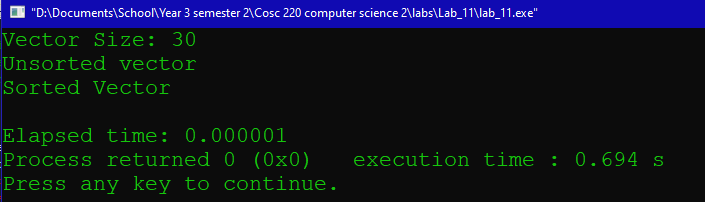 "D:\Documents\School\Year 3 semester 2\Cosc 220 computer science 2\labs\Lab_11\lab_11.exe"
Vector Size: 30
Unsorted vector
Sorted Vector
Elapsed time: 0.000001
Process returned 0 (0x0)   execution time : 0.694 s
Press any key to continue.